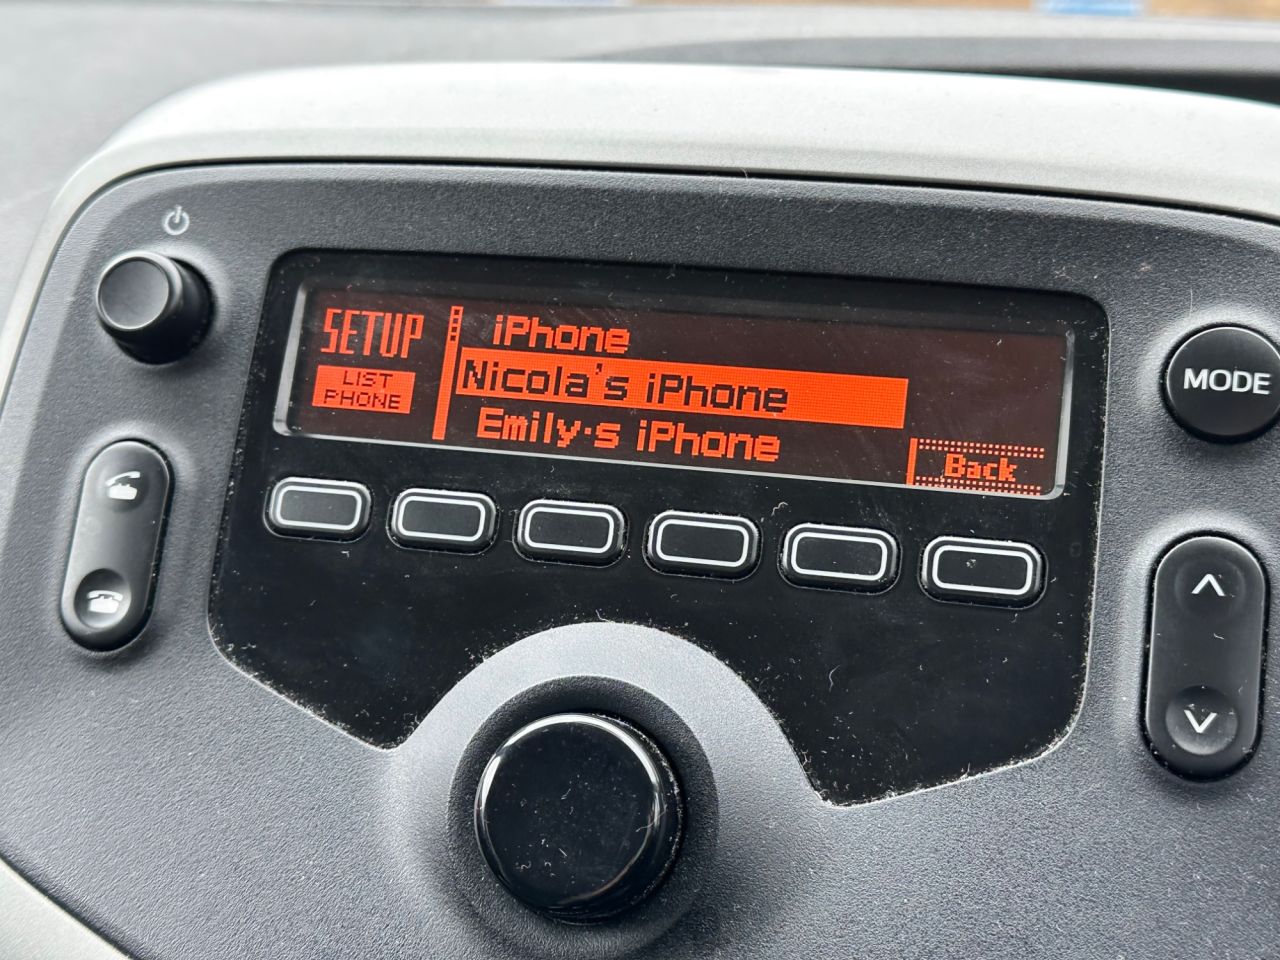 SETUP
LIST
PHONE
iPhone
Nicola's iPhone
Emily·s iPhone
Back
MODE